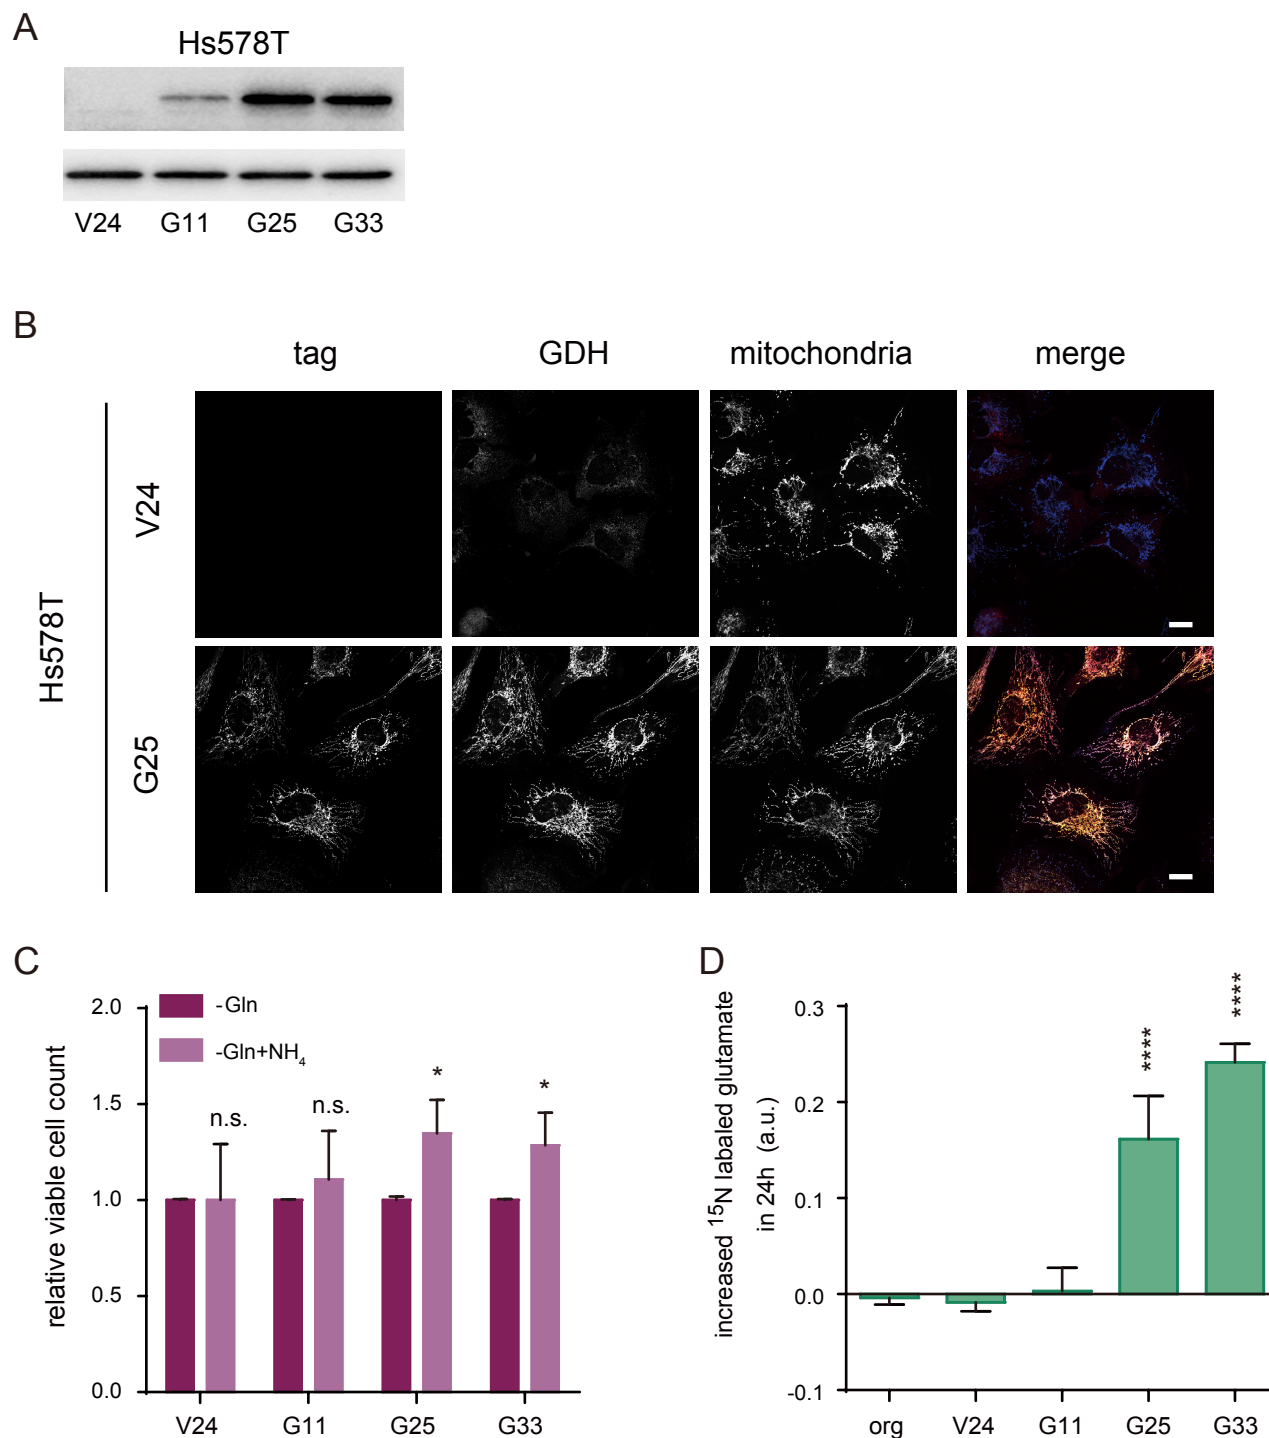 A
Hs578T
V24 G11 G25 G33
B
tag GDH mitochondria merge
Hs578T
V24
G25
C
-Gln
-Gln+NH₄
relative viable cell count
2.0
1.5
1.0
0.5
0.0
n.s. n.s. * *
V24 G11 G25 G33
D
increased ¹⁵N labaled glutamate
in 24h (a.u.)
0.3
0.2
0.1
0.0
-0.1
**** ****
org V24 G11 G25 G33